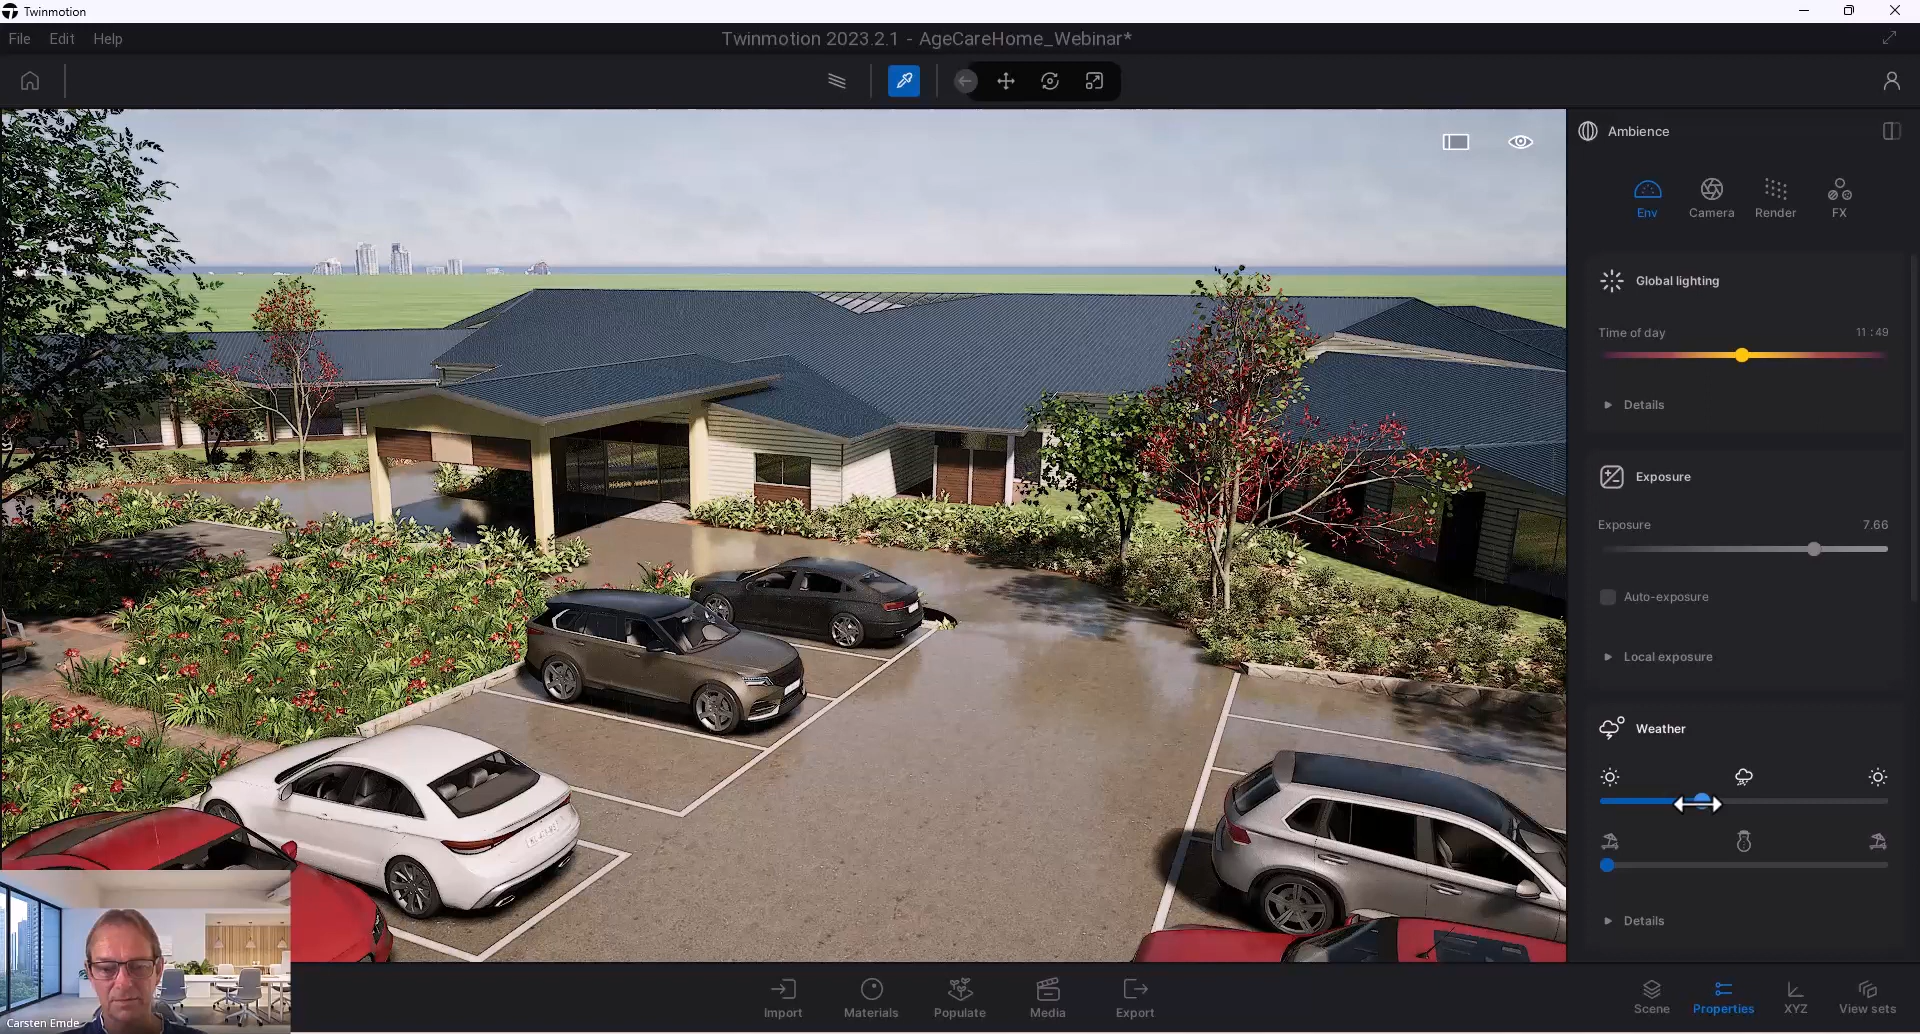 Twinmotion
File Edit Help
Twinmotion 2023.2.1 - AgeCareHome_Webinar*
Ambience
Env Camera Render FX
Global lighting
Time of day 11 : 49
Details
Exposure
Exposure 7.66
Auto-exposure
Local exposure
Weather
Details
Carsten Emde
Import Materials Populate Media Export
Scene Properties XYZ View sets